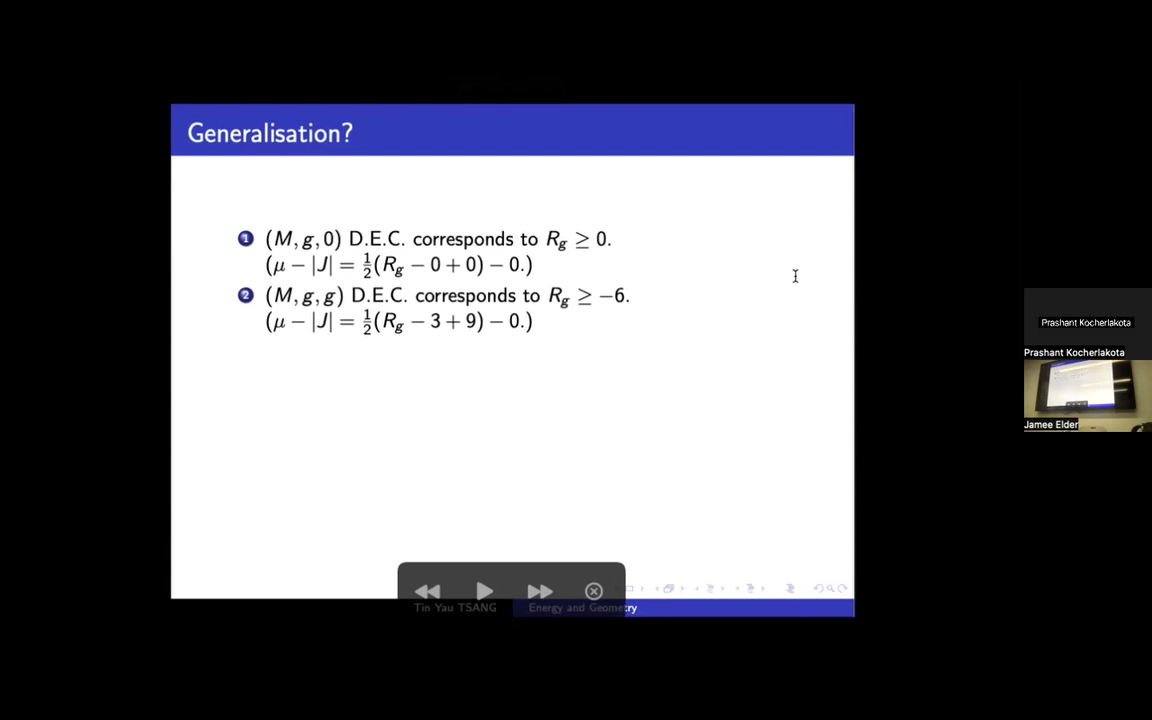 Generalisation?
1 (M, g, 0) D.E.C. corresponds to R_g ≥ 0.
(μ − |J| = ½(R_g − 0 + 0) − 0.)
2 (M, g, g) D.E.C. corresponds to R_g ≥ −6.
(μ − |J| = ½(R_g − 3 + 9) − 0.)
Tin Yau TSANG
Energy and Geometry
Prashant Kocherlakota
Prashant Kocherlakota
Jamee Elder